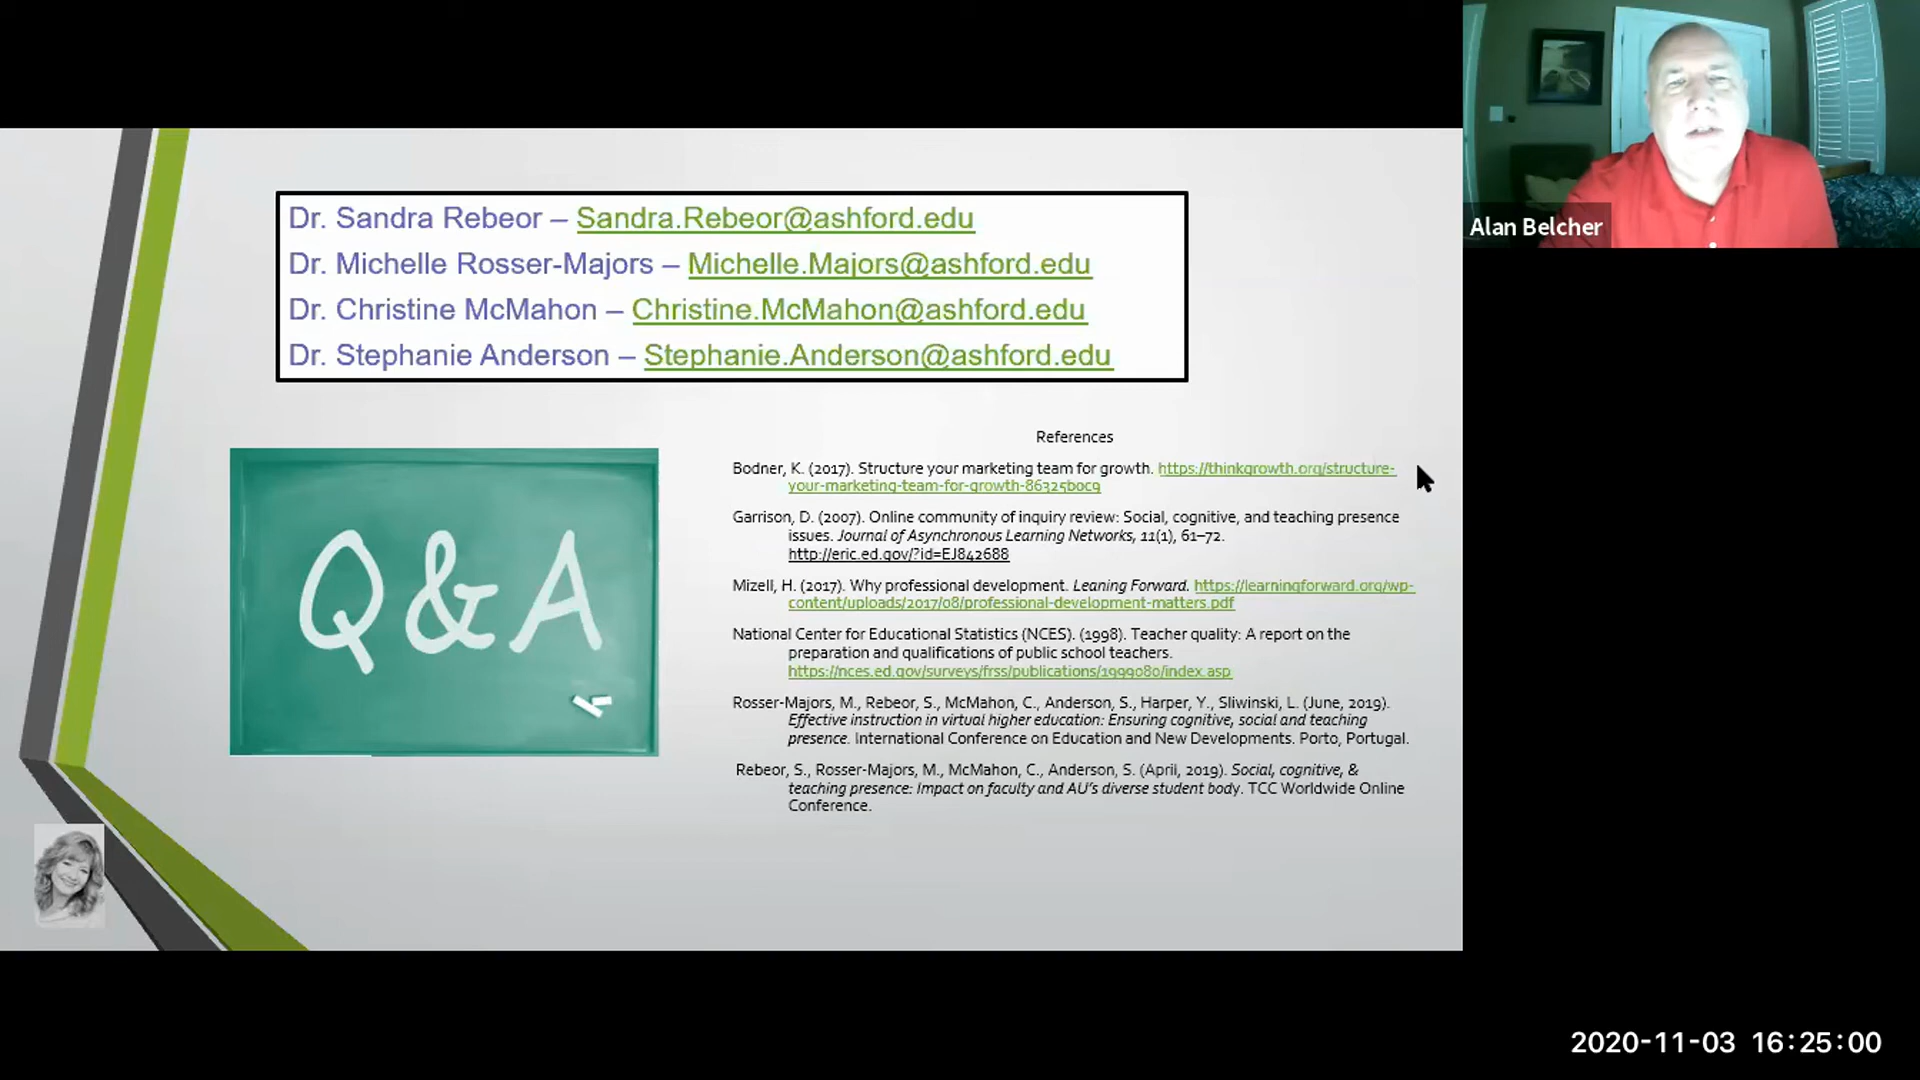 Dr. Sandra Rebeor – Sandra.Rebeor@ashford.edu
Dr. Michelle Rosser-Majors – Michelle.Majors@ashford.edu
Dr. Christine McMahon – Christine.McMahon@ashford.edu
Dr. Stephanie Anderson – Stephanie.Anderson@ashford.edu
Q&A
References
Bodner, K. (2017). Structure your marketing team for growth. https://thinkgrowth.org/structure-
your-marketing-team-for-growth-86325b0c9
Garrison, D. (2007). Online community of inquiry review: Social, cognitive, and teaching presence
issues. Journal of Asynchronous Learning Networks, 11(1), 61–72.
http://eric.ed.gov/?id=EJ842688
Mizell, H. (2017). Why professional development. Leaning Forward. https://learningforward.org/wp-
content/uploads/2017/08/professional-development-matters.pdf
National Center for Educational Statistics (NCES). (1998). Teacher quality: A report on the
preparation and qualifications of public school teachers.
https://nces.ed.gov/surveys/frss/publications/1999080/index.asp
Rosser-Majors, M., Rebeor, S., McMahon, C., Anderson, S., Harper, Y., Sliwinski, L. (June, 2019).
Effective instruction in virtual higher education: Ensuring cognitive, social and teaching
presence. International Conference on Education and New Developments. Porto, Portugal.
Rebeor, S., Rosser-Majors, M., McMahon, C., Anderson, S. (April, 2019). Social, cognitive, &
teaching presence: Impact on faculty and AU's diverse student body. TCC Worldwide Online
Conference.
Alan Belcher
2020-11-03 16:25:00